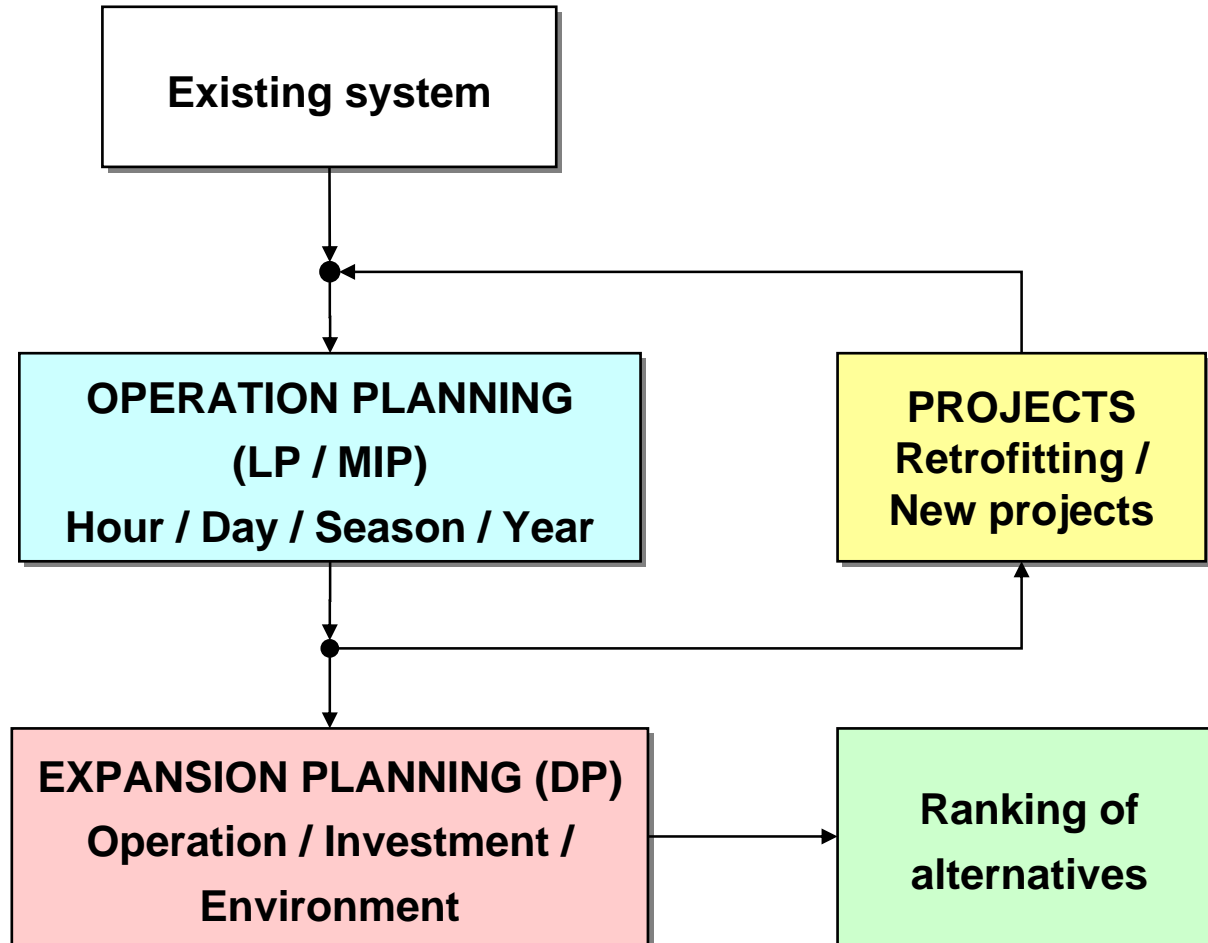 Existing system
OPERATION PLANNING
(LP / MIP)
Hour / Day / Season / Year
PROJECTS
Retrofitting /
New projects
EXPANSION PLANNING (DP)
Operation / Investment /
Environment
Ranking of
alternatives